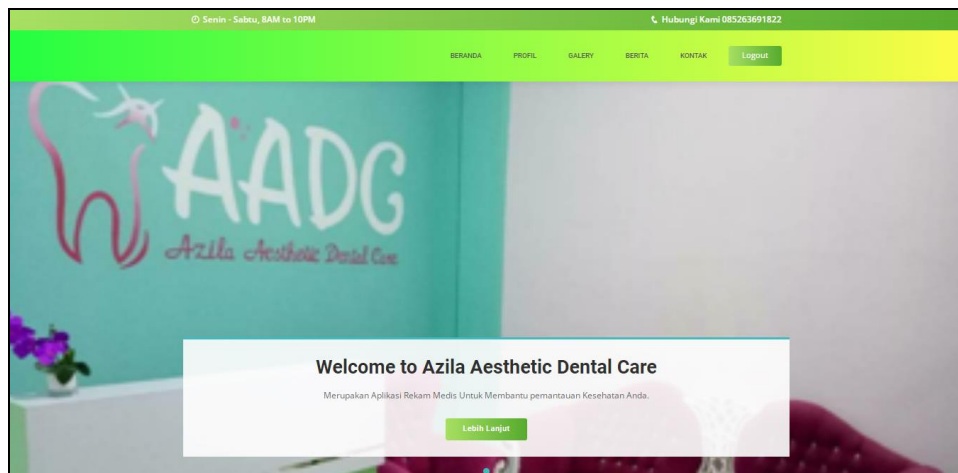 Senin - Sabtu, 8AM to 10PM
Hubungi Kami 085263691822
BERANDA PROFIL GALERY BERITA KONTAK Logout
AADC
Azila Aesthetic Dental Care
Welcome to Azila Aesthetic Dental Care
Merupakan Aplikasi Rekam Medis Untuk Membantu pemantauan Kesehatan Anda.
Lebih Lanjut